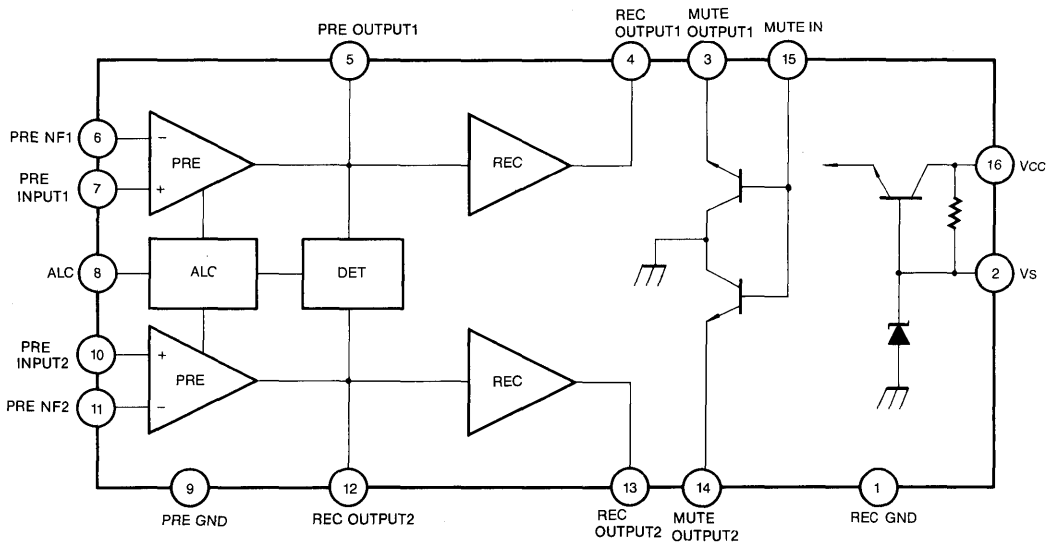 PRE OUTPUT1
REC
OUTPUT1
MUTE
OUTPUT1
MUTE IN
5
4
3
15
PRE NF1
6
−
PRE
REC
PRE
INPUT1
7
+
16
VCC
ALC
8
ALC
DET
2
VS
PRE
INPUT2
10
+
PRE
REC
PRE NF2
11
−
9
12
13
14
1
PRE GND
REC OUTPUT2
REC
OUTPUT2
MUTE
OUTPUT2
REC GND